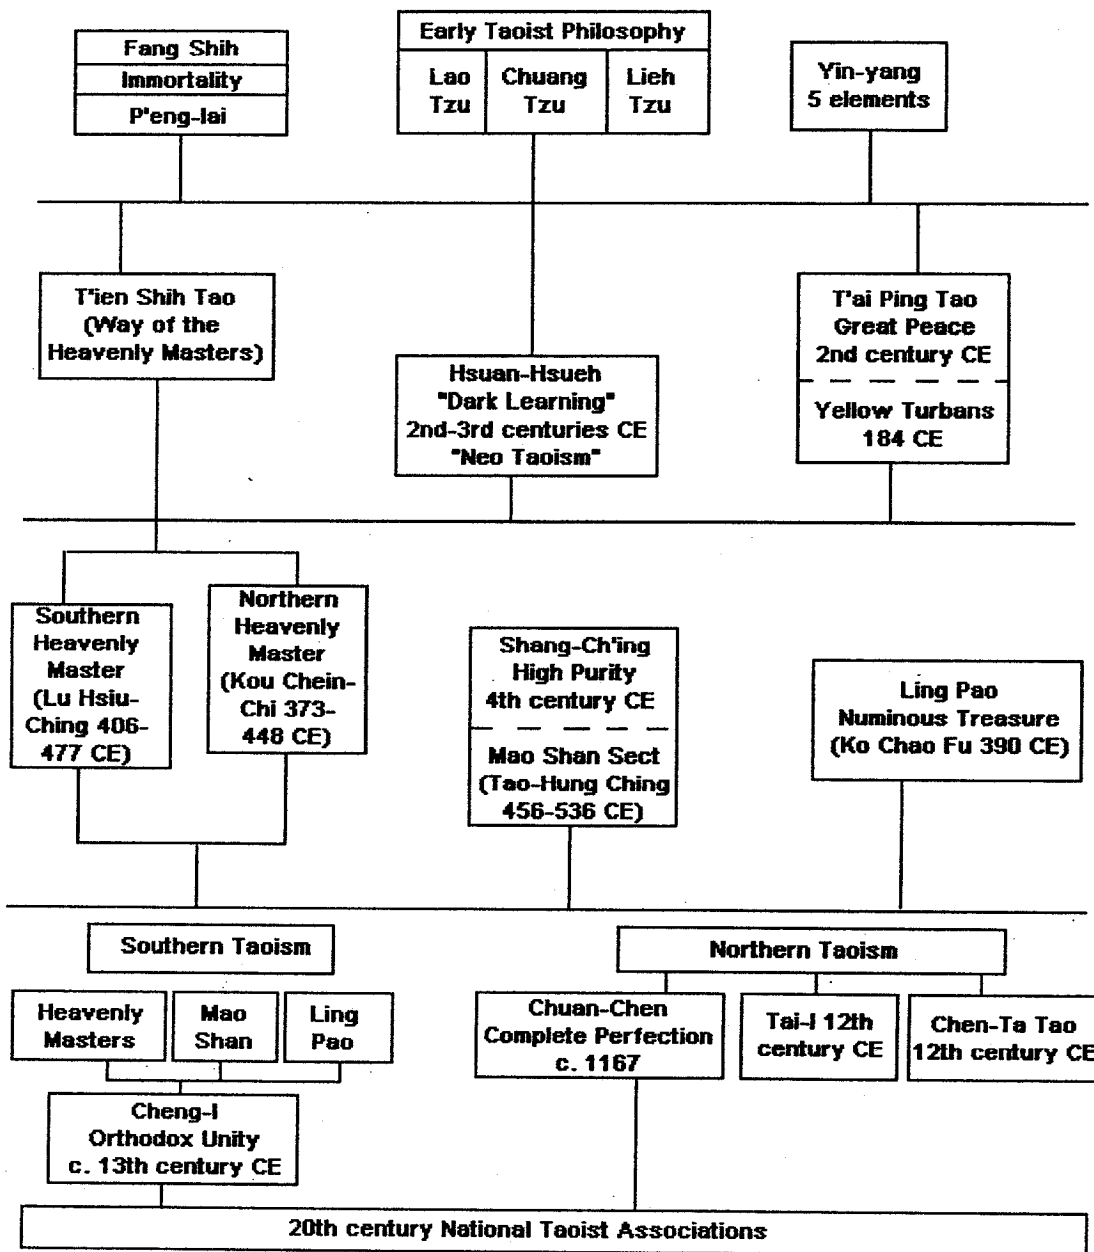 Fang Shih
Immortality
P'eng-lai
Early Taoist Philosophy
Lao
Tzu
Chuang
Tzu
Lieh
Tzu
Yin-yang
5 elements
T'ien Shih Tao
(Way of the
Heavenly Masters)
Hsuan-Hsueh
"Dark Learning"
2nd-3rd centuries CE
"Neo Taoism"
T'ai Ping Tao
Great Peace
2nd century CE
Yellow Turbans
184 CE
Southern
Heavenly
Master
(Lu Hsiu-
Ching 406-
477 CE)
Northern
Heavenly
Master
(Kou Chein-
Chi 373-
448 CE)
Shang-Ch'ing
High Purity
4th century CE
Mao Shan Sect
(Tao-Hung Ching
456-536 CE)
Ling Pao
Numinous Treasure
(Ko Chao Fu 390 CE)
Southern Taoism
Northern Taoism
Heavenly
Masters
Mao
Shan
Ling
Pao
Chuan-Chen
Complete Perfection
c. 1167
Tai-I 12th
century CE
Chen-Ta Tao
12th century CE
Cheng-I
Orthodox Unity
c. 13th century CE
20th century National Taoist Associations